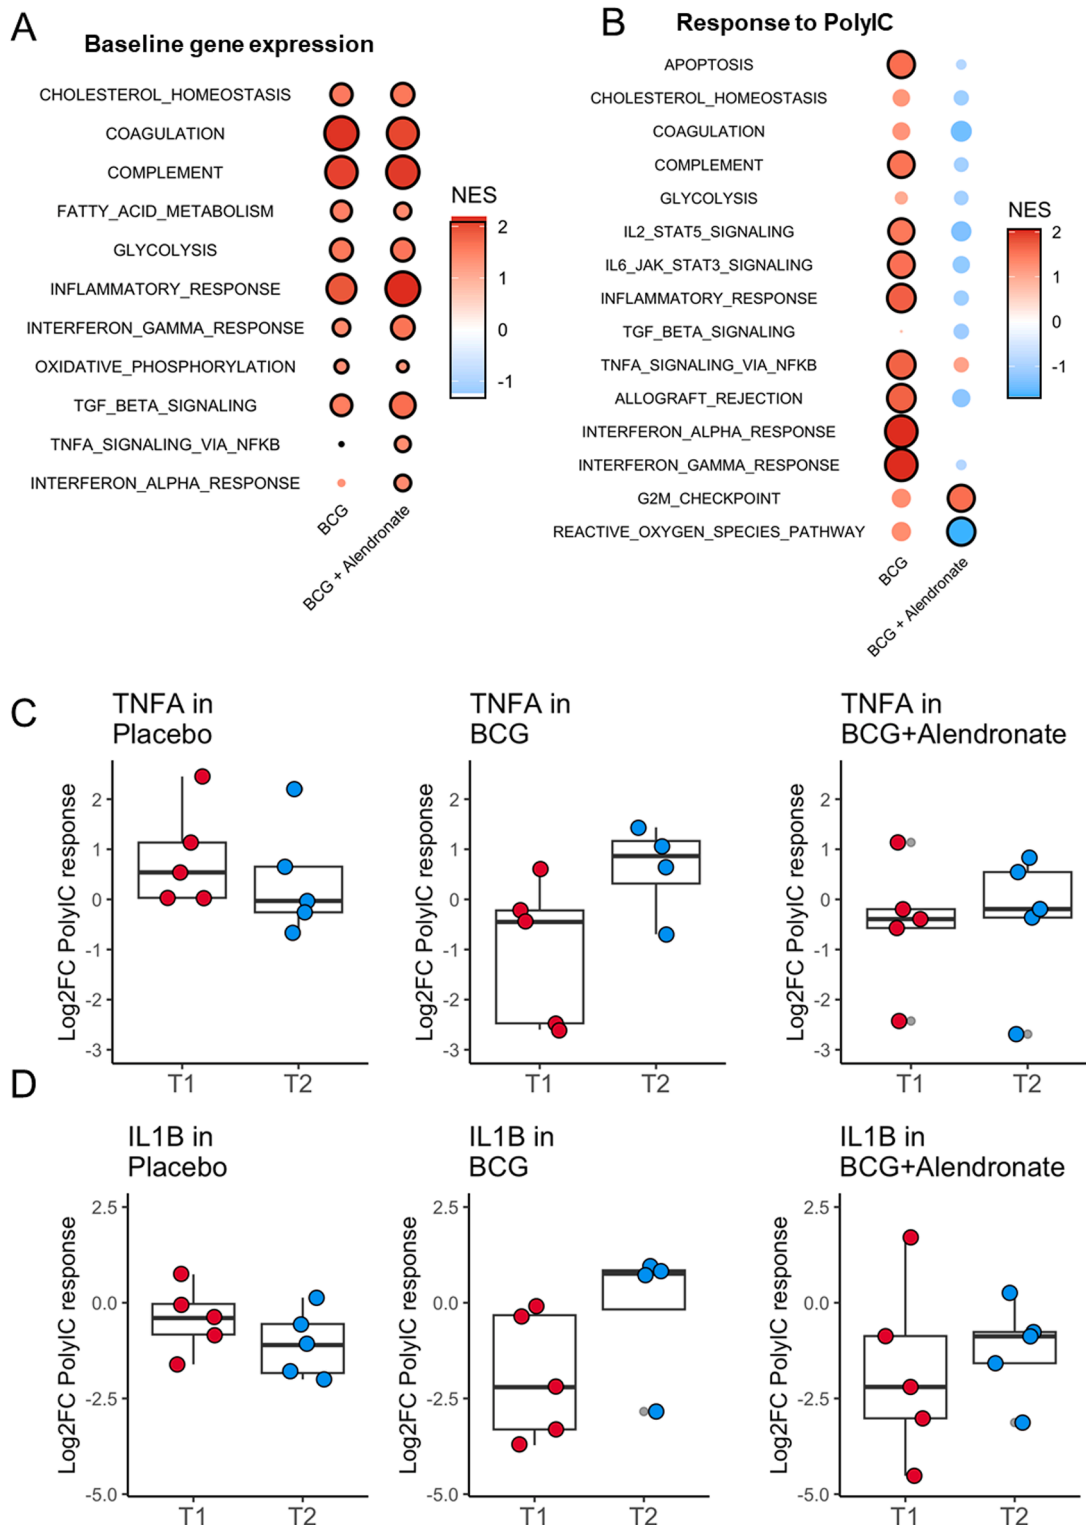 A
Baseline gene expression
CHOLESTEROL_HOMEOSTASIS
COAGULATION
COMPLEMENT
FATTY_ACID_METABOLISM
GLYCOLYSIS
INFLAMMATORY_RESPONSE
INTERFERON_GAMMA_RESPONSE
OXIDATIVE_PHOSPHORYLATION
TGF_BETA_SIGNALING
TNFA_SIGNALING_VIA_NFKB
INTERFERON_ALPHA_RESPONSE
BCG
BCG + Alendronate
NES
2
1
0
-1
B
Response to PolyIC
APOPTOSIS
CHOLESTEROL_HOMEOSTASIS
COAGULATION
COMPLEMENT
GLYCOLYSIS
IL2_STAT5_SIGNALING
IL6_JAK_STAT3_SIGNALING
INFLAMMATORY_RESPONSE
TGF_BETA_SIGNALING
TNFA_SIGNALING_VIA_NFKB
ALLOGRAFT_REJECTION
INTERFERON_ALPHA_RESPONSE
INTERFERON_GAMMA_RESPONSE
G2M_CHECKPOINT
REACTIVE_OXYGEN_SPECIES_PATHWAY
BCG
BCG + Alendronate
NES
2
1
0
-1
C
TNFA in
Placebo
Log2FC PolyIC response
2
1
0
-1
-2
-3
T1 T2
TNFA in
BCG
Log2FC PolyIC response
2
1
0
-1
-2
-3
T1 T2
TNFA in
BCG+Alendronate
Log2FC PolyIC response
2
1
0
-1
-2
-3
T1 T2
D
IL1B in
Placebo
Log2FC PolyIC response
2.5
0.0
-2.5
-5.0
T1 T2
IL1B in
BCG
Log2FC PolyIC response
2.5
0.0
-2.5
-5.0
T1 T2
IL1B in
BCG+Alendronate
Log2FC PolyIC response
2.5
0.0
-2.5
-5.0
T1 T2